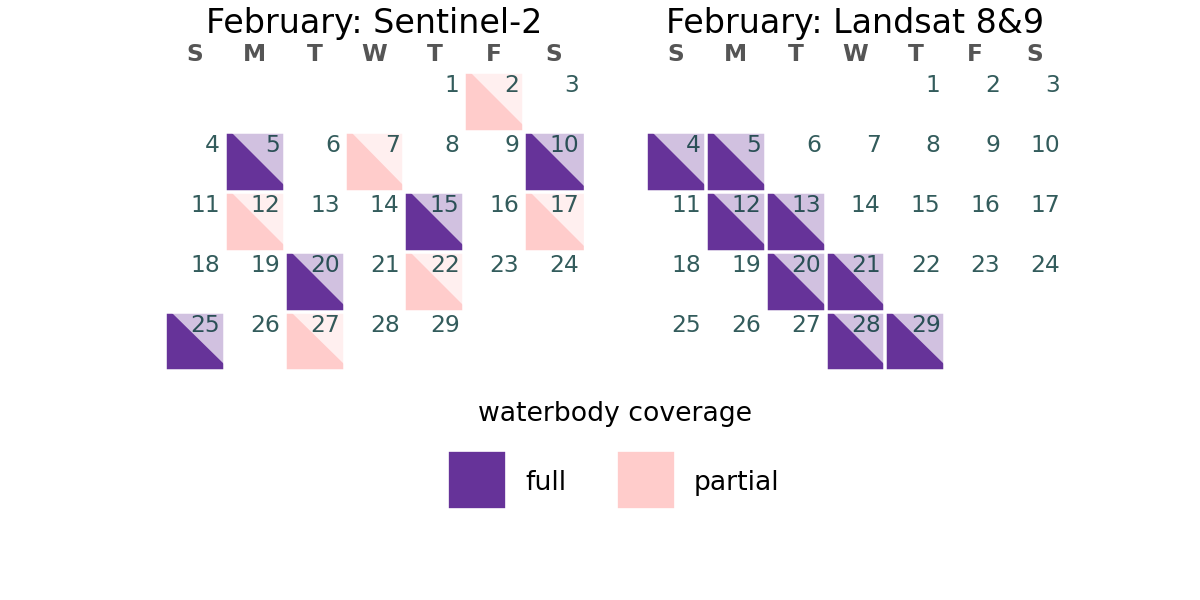 February: Sentinel-2
S M T W T F S
1 2 3
4 5 6 7 8 9 10
11 12 13 14 15 16 17
18 19 20 21 22 23 24
25 26 27 28 29
February: Landsat 8&9
S M T W T F S
1 2 3
4 5 6 7 8 9 10
11 12 13 14 15 16 17
18 19 20 21 22 23 24
25 26 27 28 29
waterbody coverage
full partial